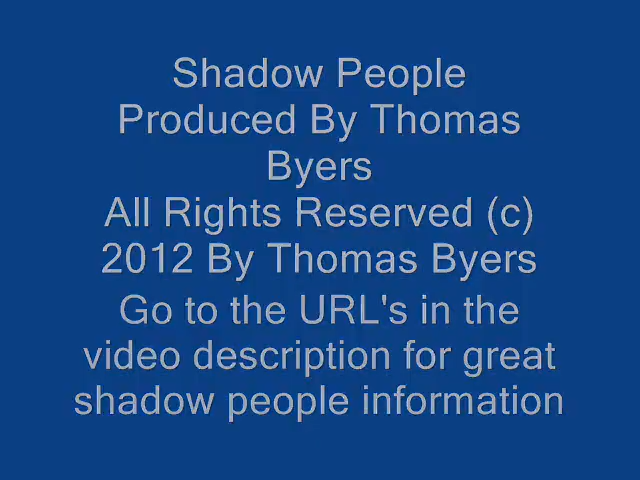 Shadow People
Produced By Thomas
Byers
All Rights Reserved (c)
2012 By Thomas Byers
Go to the URL's in the
video description for great
shadow people information